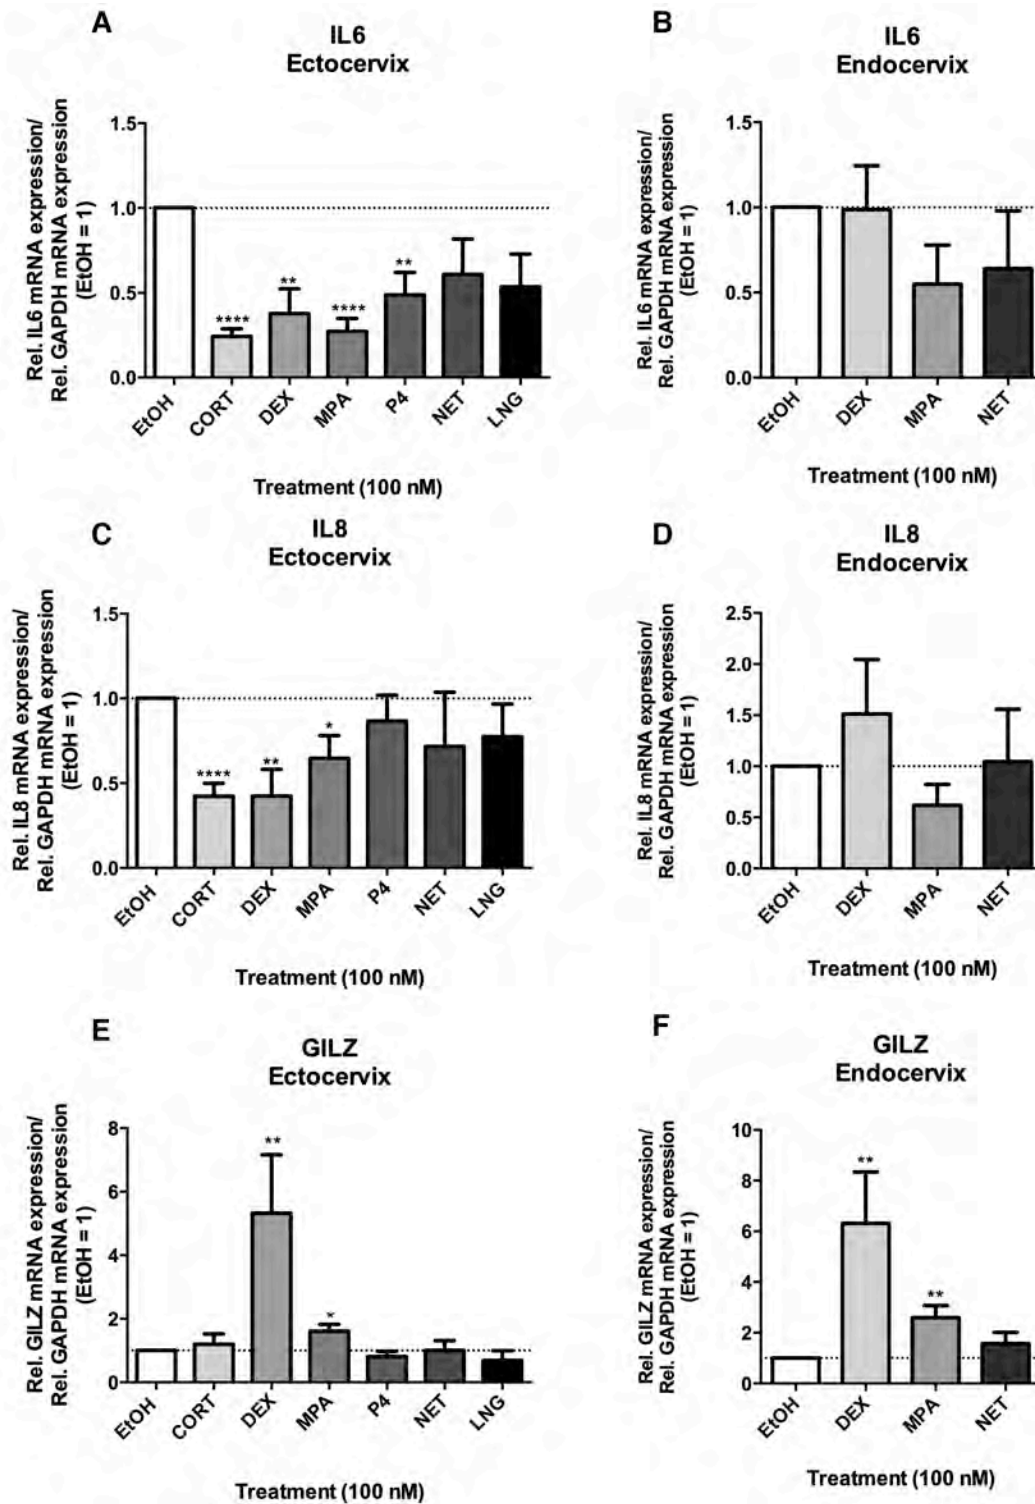 A
IL6
Ectocervix
Rel. IL6 mRNA expression/
Rel. GAPDH mRNA expression
(EtOH = 1)
1.5
1.0
0.5
0.0
****
**
****
**
EtOH
CORT
DEX
MPA
P4
NET
LNG
Treatment (100 nM)
B
IL6
Endocervix
Rel. IL6 mRNA expression/
Rel. GAPDH mRNA expression
(EtOH = 1)
1.5
1.0
0.5
0.0
EtOH
DEX
MPA
NET
Treatment (100 nM)
C
IL8
Ectocervix
Rel. IL8 mRNA expression/
Rel. GAPDH mRNA expression
(EtOH = 1)
1.5
1.0
0.5
0.0
****
**
*
EtOH
CORT
DEX
MPA
P4
NET
LNG
Treatment (100 nM)
D
IL8
Endocervix
Rel. IL8 mRNA expression/
Rel. GAPDH mRNA expression
(EtOH = 1)
2.5
2.0
1.5
1.0
0.5
0.0
EtOH
DEX
MPA
NET
Treatment (100 nM)
E
GILZ
Ectocervix
Rel. GILZ mRNA expression/
Rel. GAPDH mRNA expression
(EtOH = 1)
8
6
4
2
0
**
*
EtOH
CORT
DEX
MPA
P4
NET
LNG
Treatment (100 nM)
F
GILZ
Endocervix
Rel. GILZ mRNA expression/
Rel. GAPDH mRNA expression
(EtOH = 1)
10
8
6
4
2
0
**
**
EtOH
DEX
MPA
NET
Treatment (100 nM)